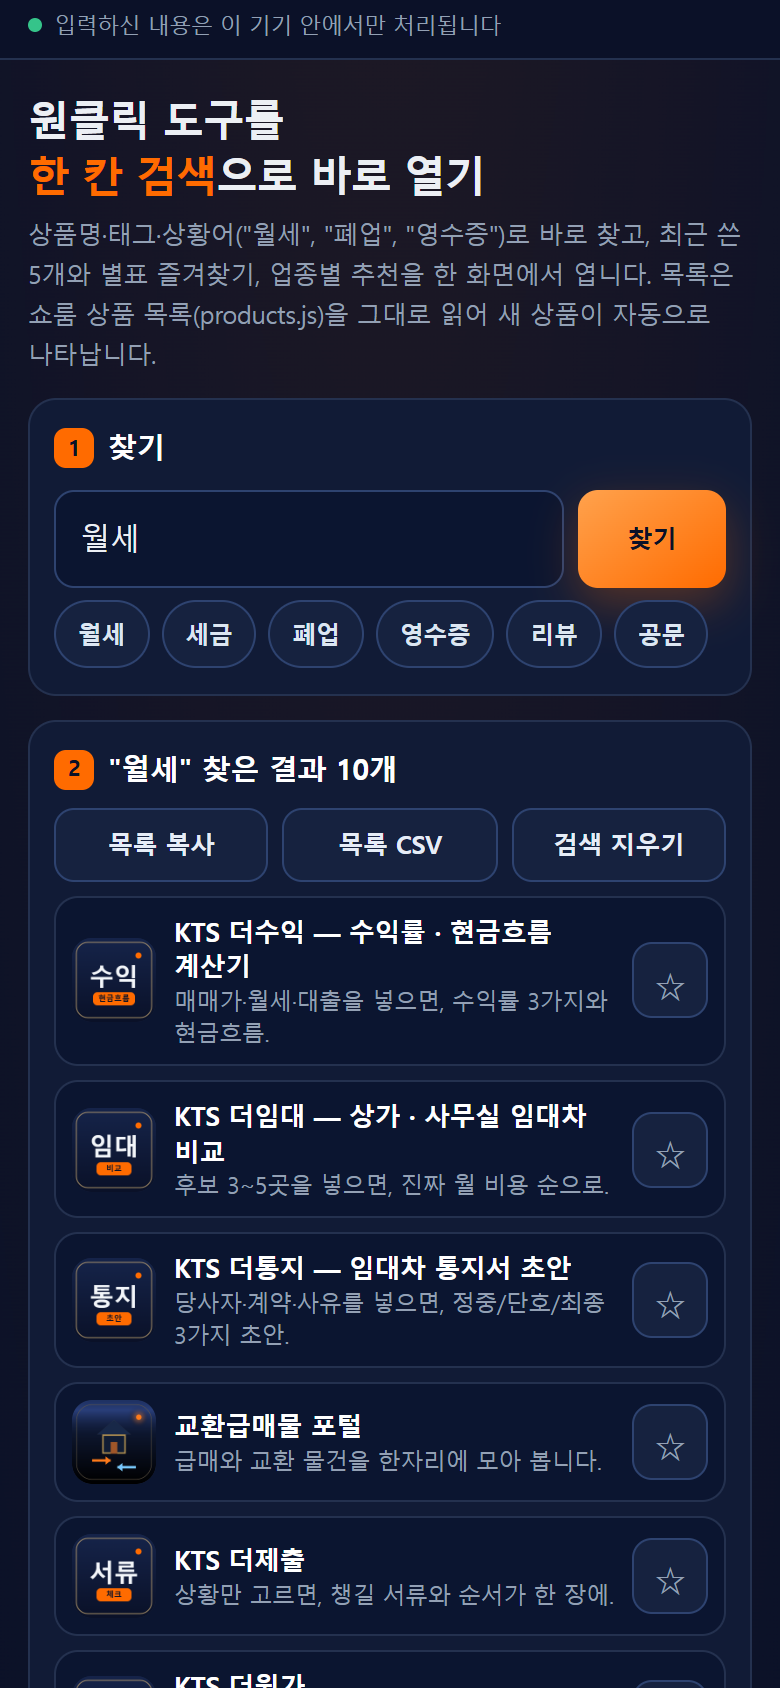 입력하신 내용은 이 기기 안에서만 처리됩니다
원클릭 도구를
한 칸 검색으로 바로 열기
상품명·태그·상황어("월세", "폐업", "영수증")로 바로 찾고, 최근 쓴
5개와 별표 즐겨찾기, 업종별 추천을 한 화면에서 엽니다. 목록은
쇼룸 상품 목록(products.js)을 그대로 읽어 새 상품이 자동으로
나타납니다.
1 찾기
월세 찾기
월세 세금 폐업 영수증 리뷰 공문
2 "월세" 찾은 결과 10개
목록 복사 목록 CSV 검색 지우기
수익
현금흐름
KTS 더수익 — 수익률 · 현금흐름
계산기
매매가·월세·대출을 넣으면, 수익률 3가지와
현금흐름.
임대
비교
KTS 더임대 — 상가 · 사무실 임대차
비교
후보 3~5곳을 넣으면, 진짜 월 비용 순으로.
통지
초안
KTS 더통지 — 임대차 통지서 초안
당사자·계약·사유를 넣으면, 정중/단호/최종
3가지 초안.
교환급매물 포털
급매와 교환 물건을 한자리에 모아 봅니다.
서류
체크
KTS 더제출
상황만 고르면, 챙길 서류와 순서가 한 장에.
KTS 더원가